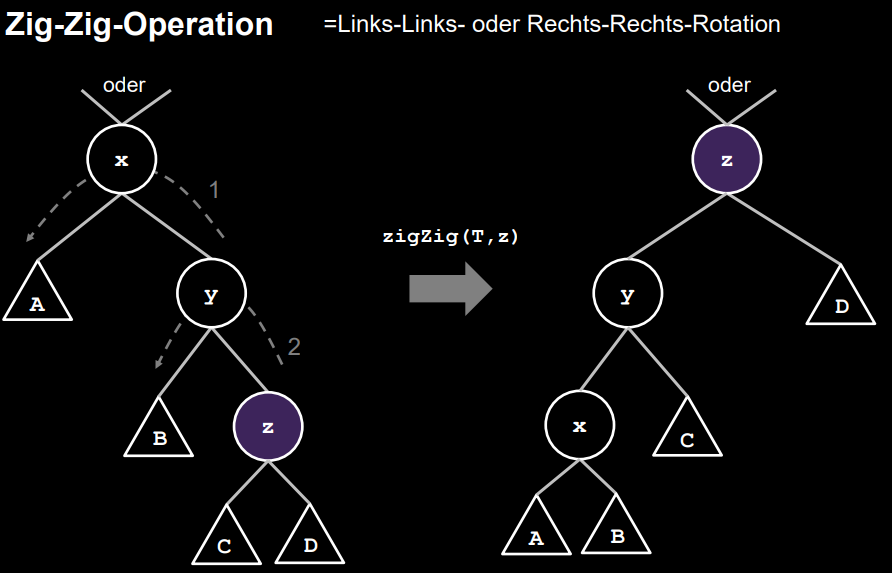 Zig-Zig-Operation =Links-Links- oder Rechts-Rechts-Rotation
oder oder
x z
1
zigZig(T,z)
A y y D
2
B z x C
C D A B